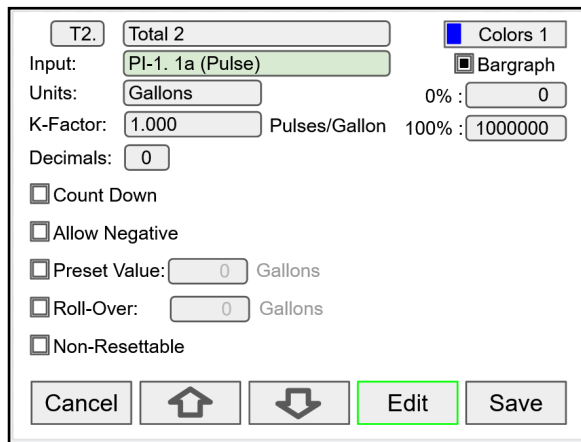 T2. Total 2 Colors 1
Input: PI-1. 1a (Pulse) Bargraph
Units: Gallons 0% : 0
K-Factor: 1.000 Pulses/Gallon 100% : 1000000
Decimals: 0
Count Down
Allow Negative
Preset Value: 0 Gallons
Roll-Over: 0 Gallons
Non-Resettable
Cancel Edit Save